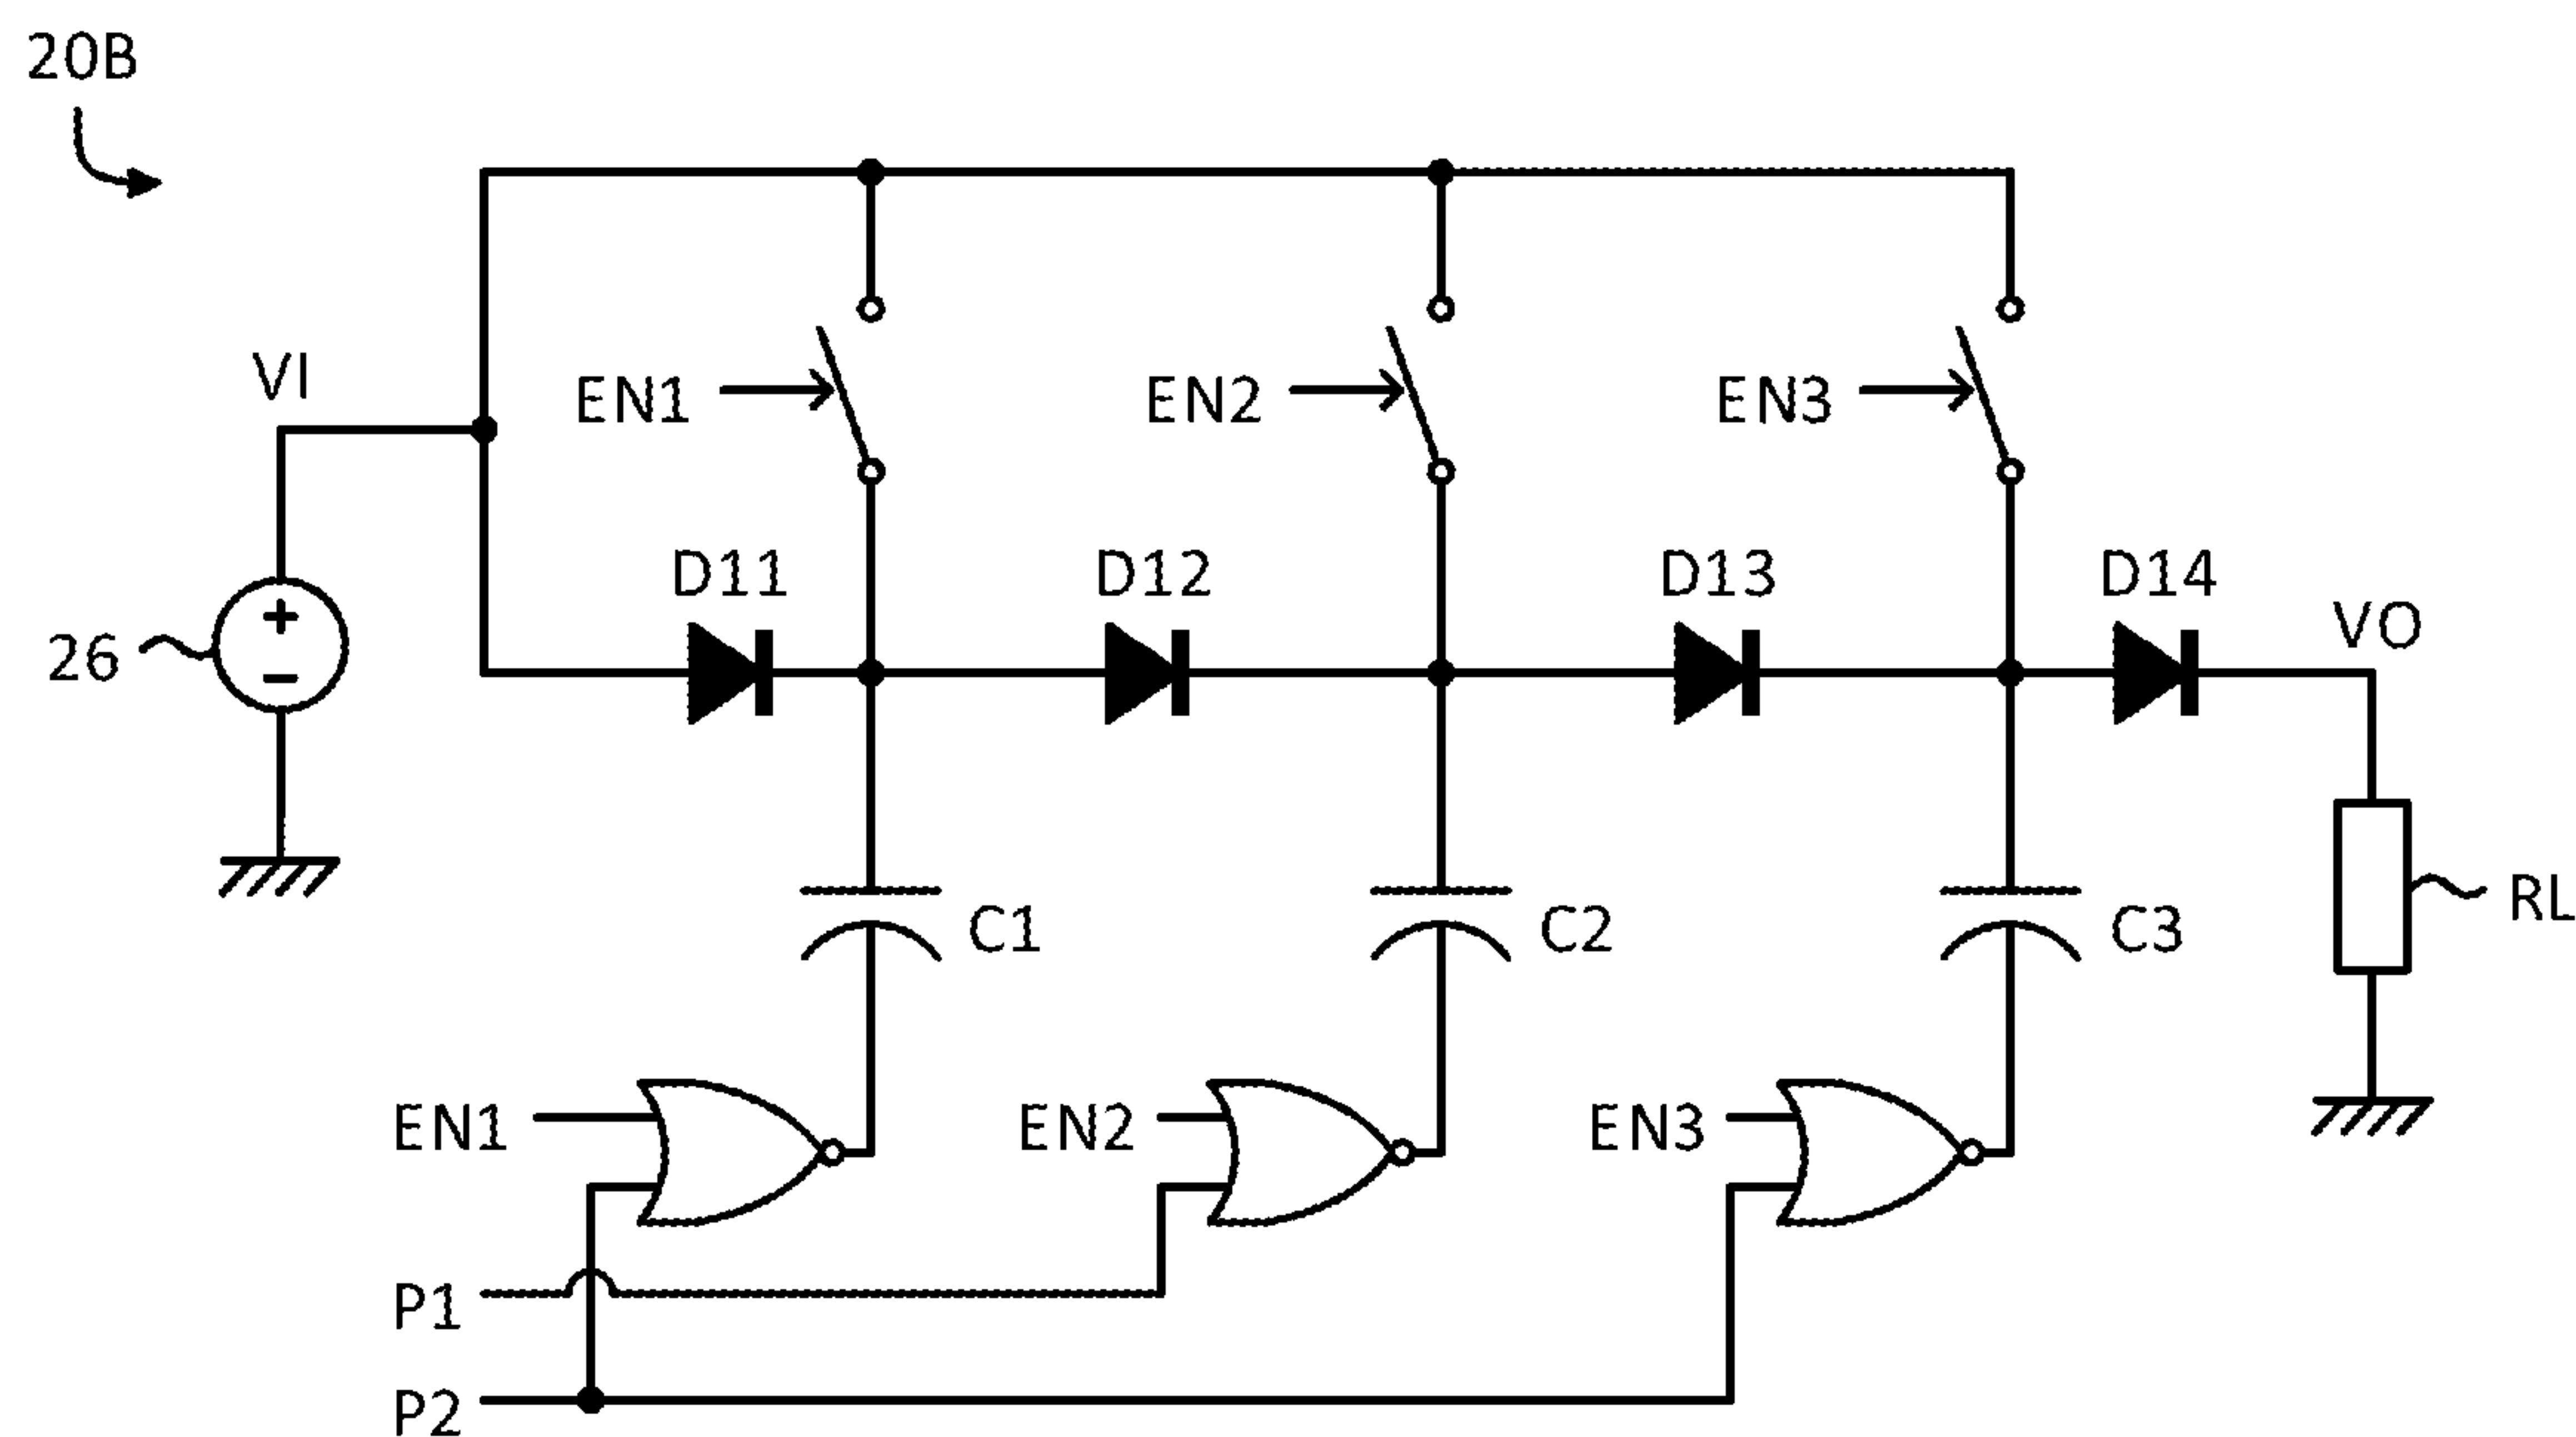 20B
VI
EN1
EN2
EN3
D11
D12
D13
D14
VO
+
−
26
C1
C2
C3
RL
EN1
EN2
EN3
P1
P2